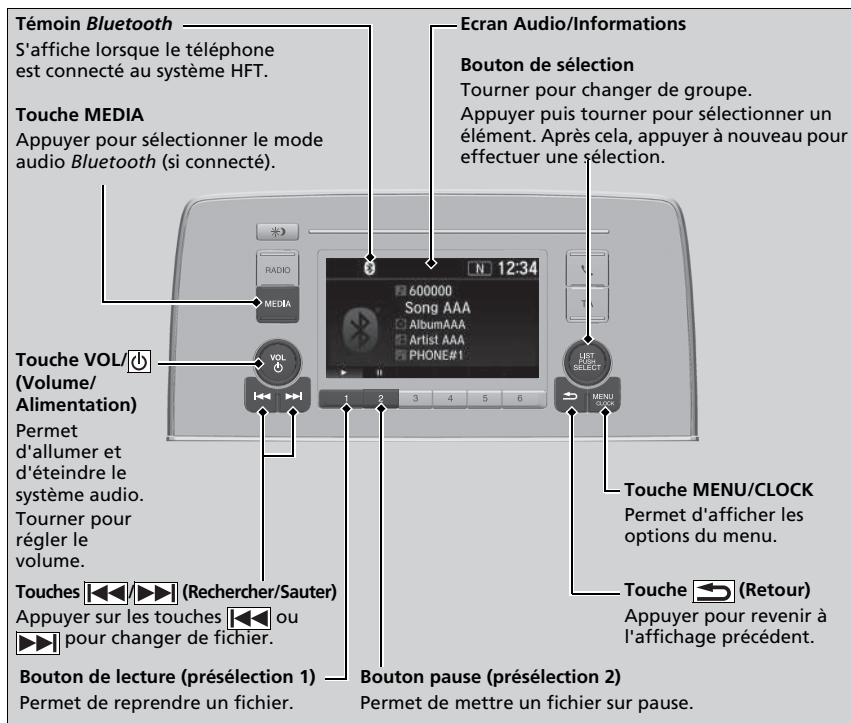 Témoin Bluetooth
S'affiche lorsque le téléphone
est connecté au système HFT.
Touche MEDIA
Appuyer pour sélectionner le mode
audio Bluetooth (si connecté).
Ecran Audio/Informations
Bouton de sélection
Tourner pour changer de groupe.
Appuyer puis tourner pour sélectionner un
élément. Après cela, appuyer à nouveau pour
effectuer une sélection.
RADIO
MEDIA
N 12:34
600000
Song AAA
AlbumAAA
Artist AAA
PHONE#1
TA
VOL
LIST
PUSH
SELECT
1 2 3 4 5 6
MENU
CLOCK
Touche VOL/
(Volume/
Alimentation)
Permet
d'allumer et
d'éteindre le
système audio.
Tourner pour
régler le
volume.
Touche MENU/CLOCK
Permet d'afficher les
options du menu.
Touches / (Rechercher/Sauter)
Appuyer sur les touches ou
pour changer de fichier.
Touche (Retour)
Appuyer pour revenir à
l'affichage précédent.
Bouton de lecture (présélection 1)
Permet de reprendre un fichier.
Bouton pause (présélection 2)
Permet de mettre un fichier sur pause.